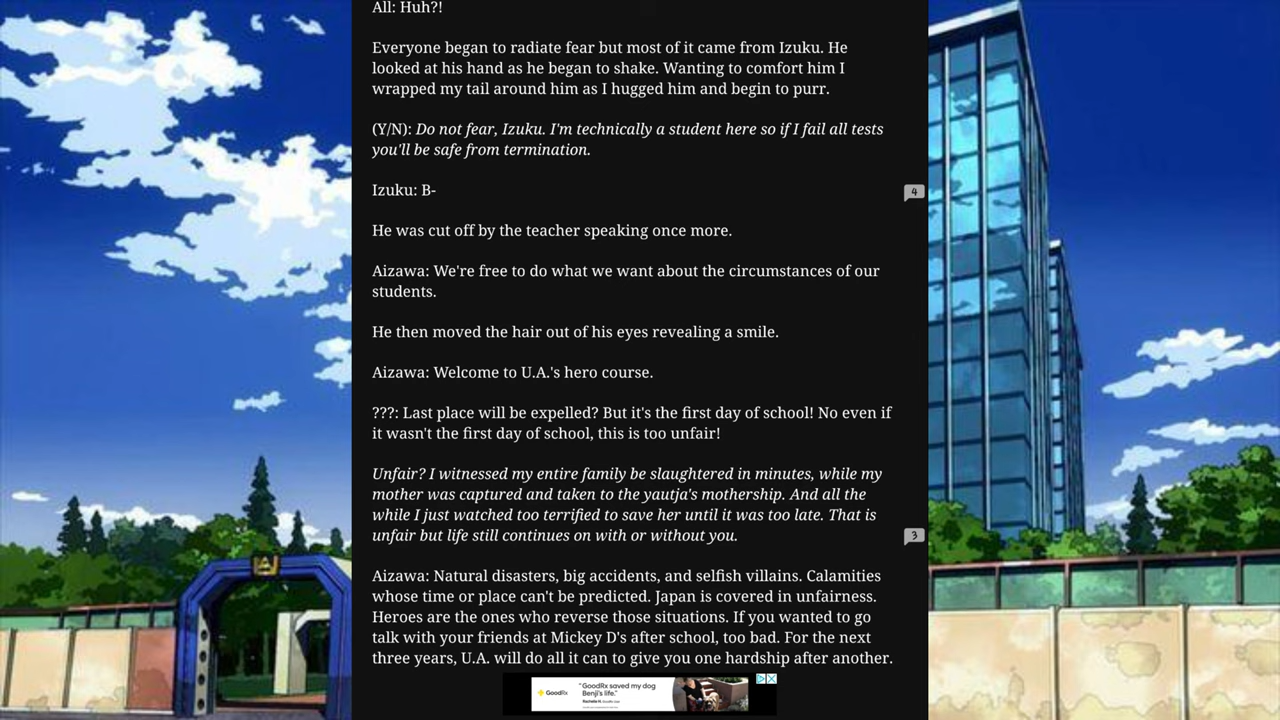 All: Huh?!
Everyone began to radiate fear but most of it came from Izuku. He
looked at his hand as he began to shake. Wanting to comfort him I
wrapped my tail around him as I hugged him and begin to purr.
(Y/N): Do not fear, Izuku. I'm technically a student here so if I fail all tests
you'll be safe from termination.
Izuku: B-
4
He was cut off by the teacher speaking once more.
Aizawa: We're free to do what we want about the circumstances of our
students.
He then moved the hair out of his eyes revealing a smile.
Aizawa: Welcome to U.A.'s hero course.
???: Last place will be expelled? But it's the first day of school! No even if
it wasn't the first day of school, this is too unfair!
Unfair? I witnessed my entire family be slaughtered in minutes, while my
mother was captured and taken to the yautja's mothership. And all the
while I just watched too terrified to save her until it was too late. That is
unfair but life still continues on with or without you.
3
Aizawa: Natural disasters, big accidents, and selfish villains. Calamities
whose time or place can't be predicted. Japan is covered in unfairness.
Heroes are the ones who reverse those situations. If you wanted to go
talk with your friends at Mickey D's after school, too bad. For the next
three years, U.A. will do all it can to give you one hardship after another.
GoodRx
"GoodRx saved my dog
Benji's life."